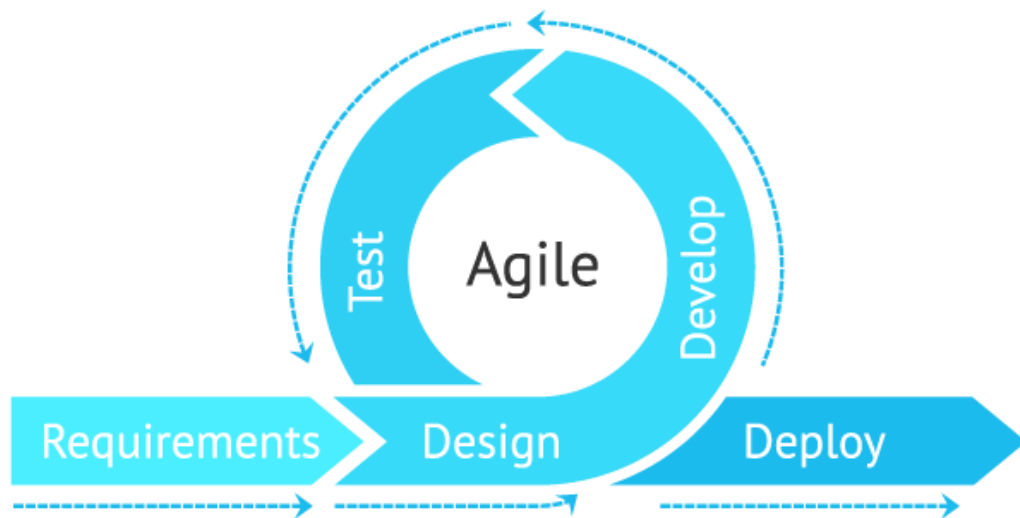 Agile
Test
Develop
Requirements
Design
Deploy